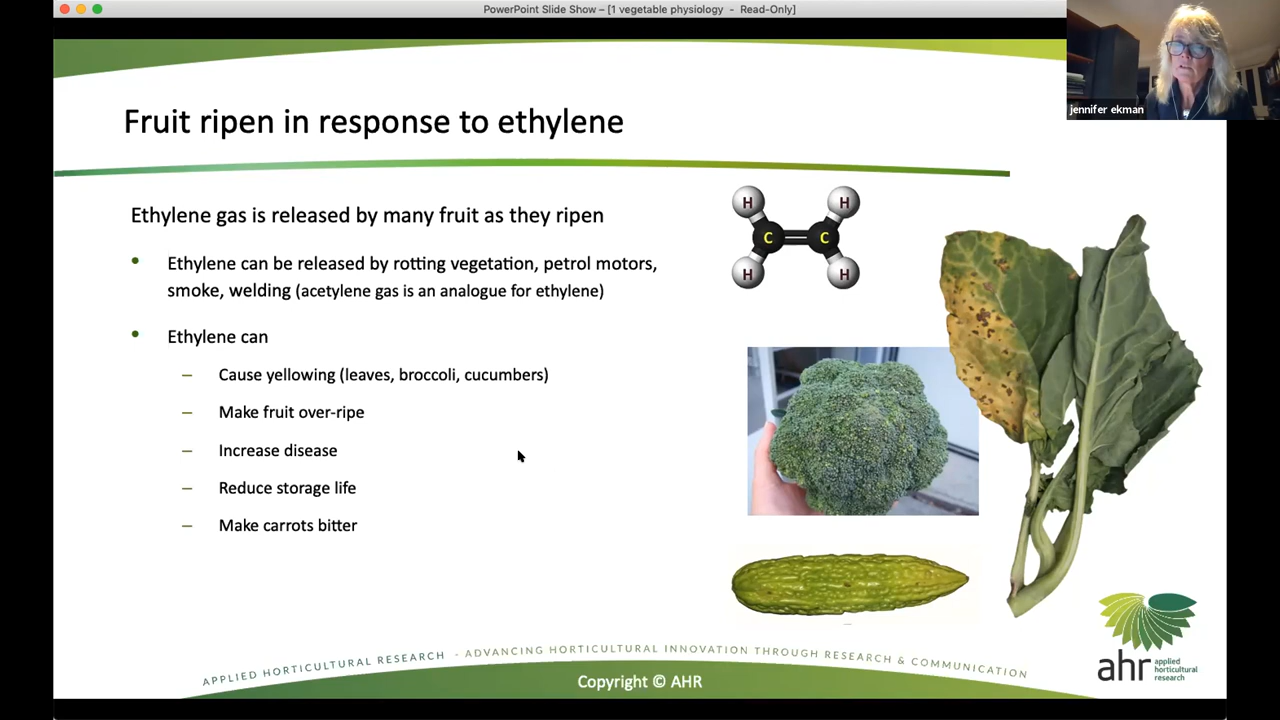 PowerPoint Slide Show – [1 vegetable physiology - Read-Only]
jennifer ekman
Fruit ripen in response to ethylene
Ethylene gas is released by many fruit as they ripen
• Ethylene can be released by rotting vegetation, petrol motors,
smoke, welding (acetylene gas is an analogue for ethylene)
• Ethylene can
– Cause yellowing (leaves, broccoli, cucumbers)
– Make fruit over-ripe
– Increase disease
– Reduce storage life
– Make carrots bitter
H H
C C
H H
APPLIED HORTICULTURAL RESEARCH - ADVANCING HORTICULTURAL INNOVATION THROUGH RESEARCH & COMMUNICATION
Copyright © AHR
ahr applied
horticultural
research